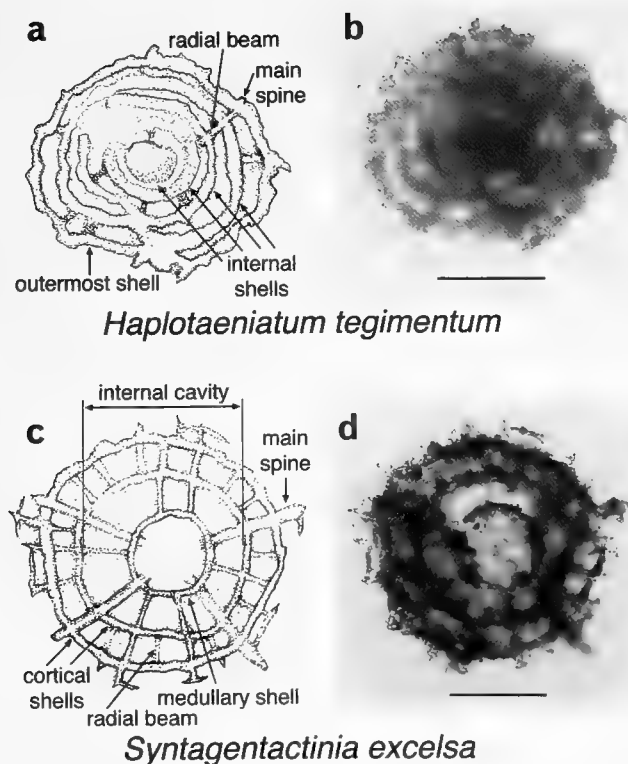 a
radial beam
main
spine
b
internal
shells
outermost shell
Haplotaeniatum tegimentum
internal cavity
c
main
spine
d
cortical
shells
radial beam
medullary shell
Syntagentactinia excelsa